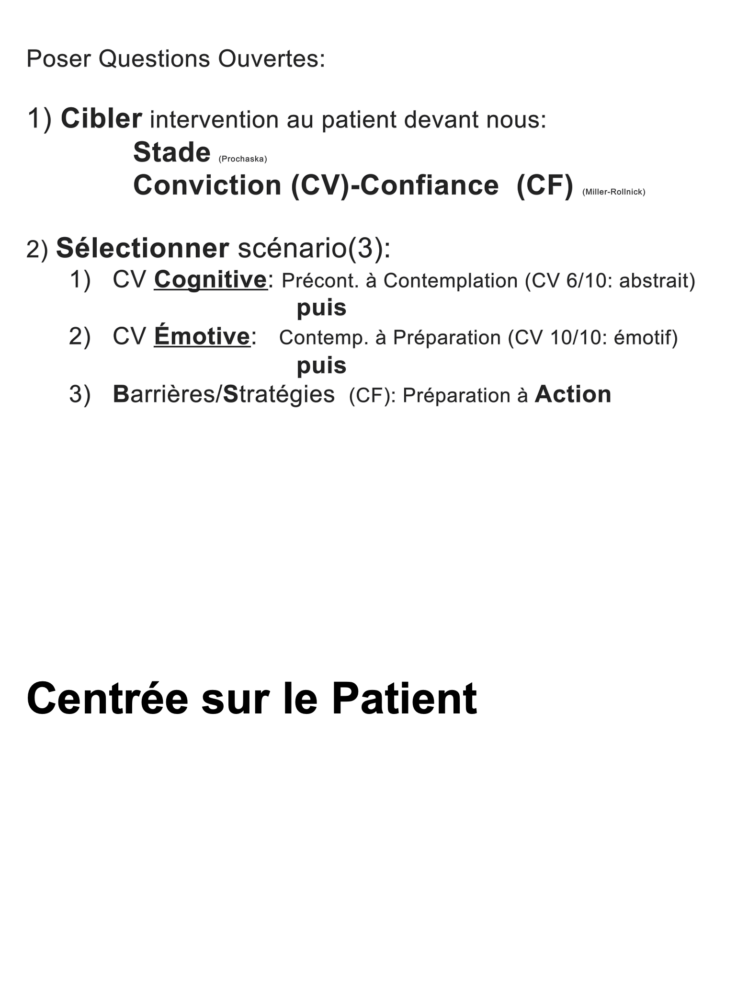 Poser Questions Ouvertes:
1) Cibler intervention au patient devant nous:
Stade (Prochaska)
Conviction (CV)-Confiance (CF) (Miller-Rollnick)
2) Sélectionner scénario(3):
1) CV Cognitive: Précont. à Contemplation (CV 6/10: abstrait)
puis
2) CV Émotive: Contemp. à Préparation (CV 10/10: émotif)
puis
3) Barrières/Stratégies (CF): Préparation à Action
Centrée sur le Patient